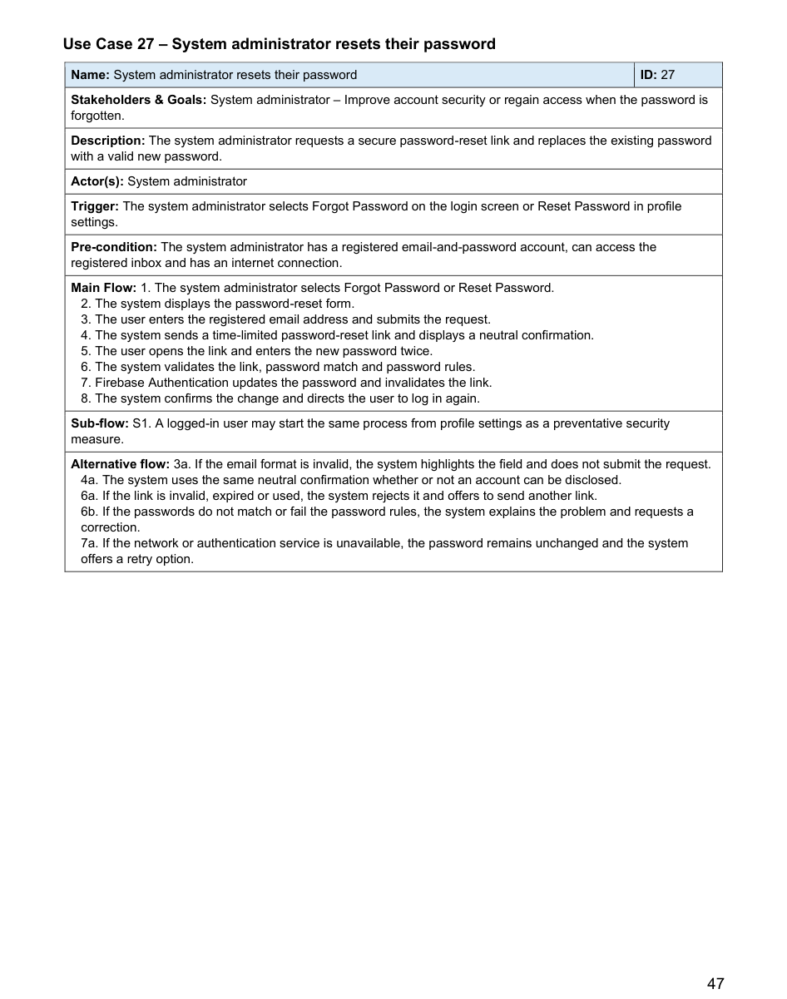 Use Case 27 – System administrator resets their password
Name: System administrator resets their password
ID: 27
Stakeholders & Goals: System administrator – Improve account security or regain access when the password is
forgotten.
Description: The system administrator requests a secure password-reset link and replaces the existing password
with a valid new password.
Actor(s): System administrator
Trigger: The system administrator selects Forgot Password on the login screen or Reset Password in profile
settings.
Pre-condition: The system administrator has a registered email-and-password account, can access the
registered inbox and has an internet connection.
Main Flow: 1. The system administrator selects Forgot Password or Reset Password.
2. The system displays the password-reset form.
3. The user enters the registered email address and submits the request.
4. The system sends a time-limited password-reset link and displays a neutral confirmation.
5. The user opens the link and enters the new password twice.
6. The system validates the link, password match and password rules.
7. Firebase Authentication updates the password and invalidates the link.
8. The system confirms the change and directs the user to log in again.
Sub-flow: S1. A logged-in user may start the same process from profile settings as a preventative security
measure.
Alternative flow: 3a. If the email format is invalid, the system highlights the field and does not submit the request.
4a. The system uses the same neutral confirmation whether or not an account can be disclosed.
6a. If the link is invalid, expired or used, the system rejects it and offers to send another link.
6b. If the passwords do not match or fail the password rules, the system explains the problem and requests a
correction.
7a. If the network or authentication service is unavailable, the password remains unchanged and the system
offers a retry option.
47